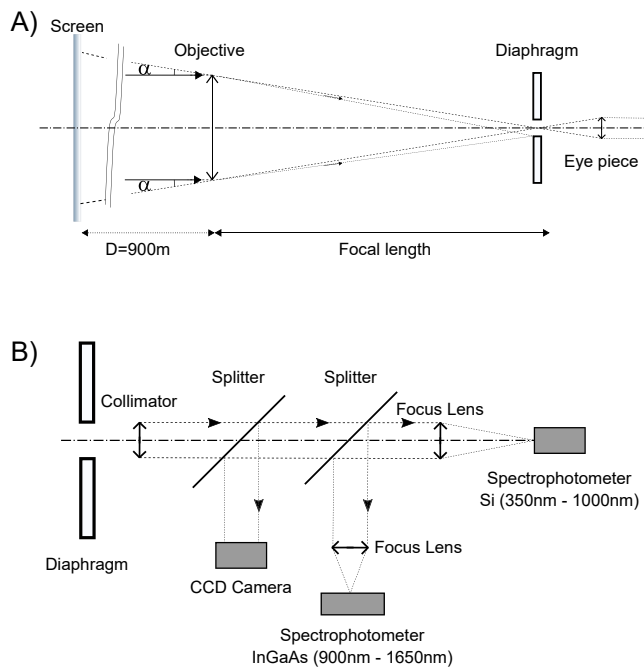 A)
Screen
Objective
Diaphragm
α
α
Eye piece
D=900m
Focal length
B)
Splitter
Splitter
Collimator
Focus Lens
Spectrophotometer
Si (350nm - 1000nm)
Focus Lens
Diaphragm
CCD Camera
Spectrophotometer
InGaAs (900nm - 1650nm)